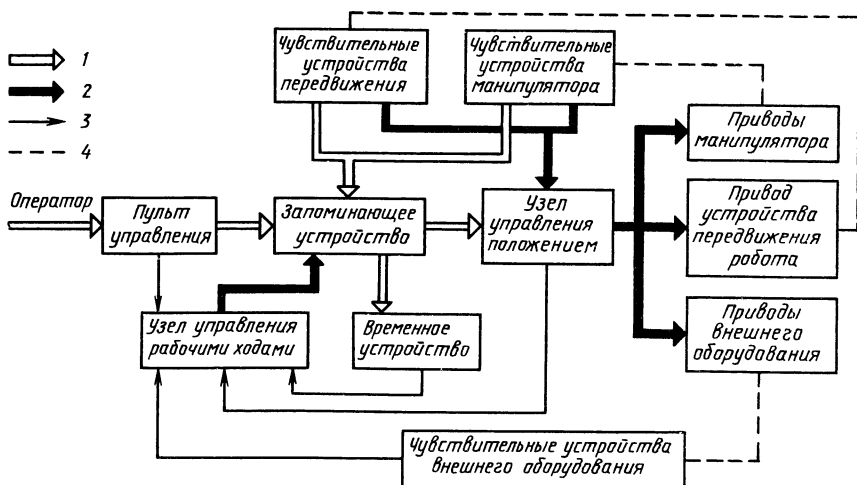 1
2
3
4
Чувствительные
устройства
передвижения
Чувствительные
устройства
манипулятора
Приводы
манипулятора
Оператор
Пульт
управления
Запоминающее
устройство
Узел
управления
положением
Привод
устройства
передвижения
робота
Узел управления
рабочими ходами
Временное
устройство
Приводы
внешнего
оборудования
Чувствительные устройства
внешнего оборудования